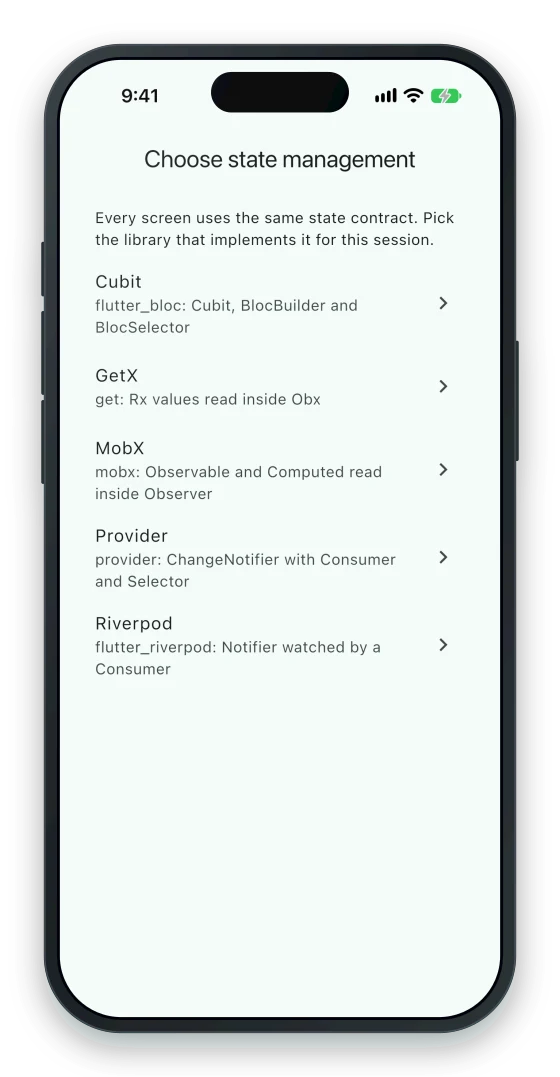 9:41
Choose state management
Every screen uses the same state contract. Pick
the library that implements it for this session.
Cubit
flutter_bloc: Cubit, BlocBuilder and
BlocSelector
GetX
get: Rx values read inside Obx
MobX
mobx: Observable and Computed read
inside Observer
Provider
provider: ChangeNotifier with Consumer
and Selector
Riverpod
flutter_riverpod: Notifier watched by a
Consumer